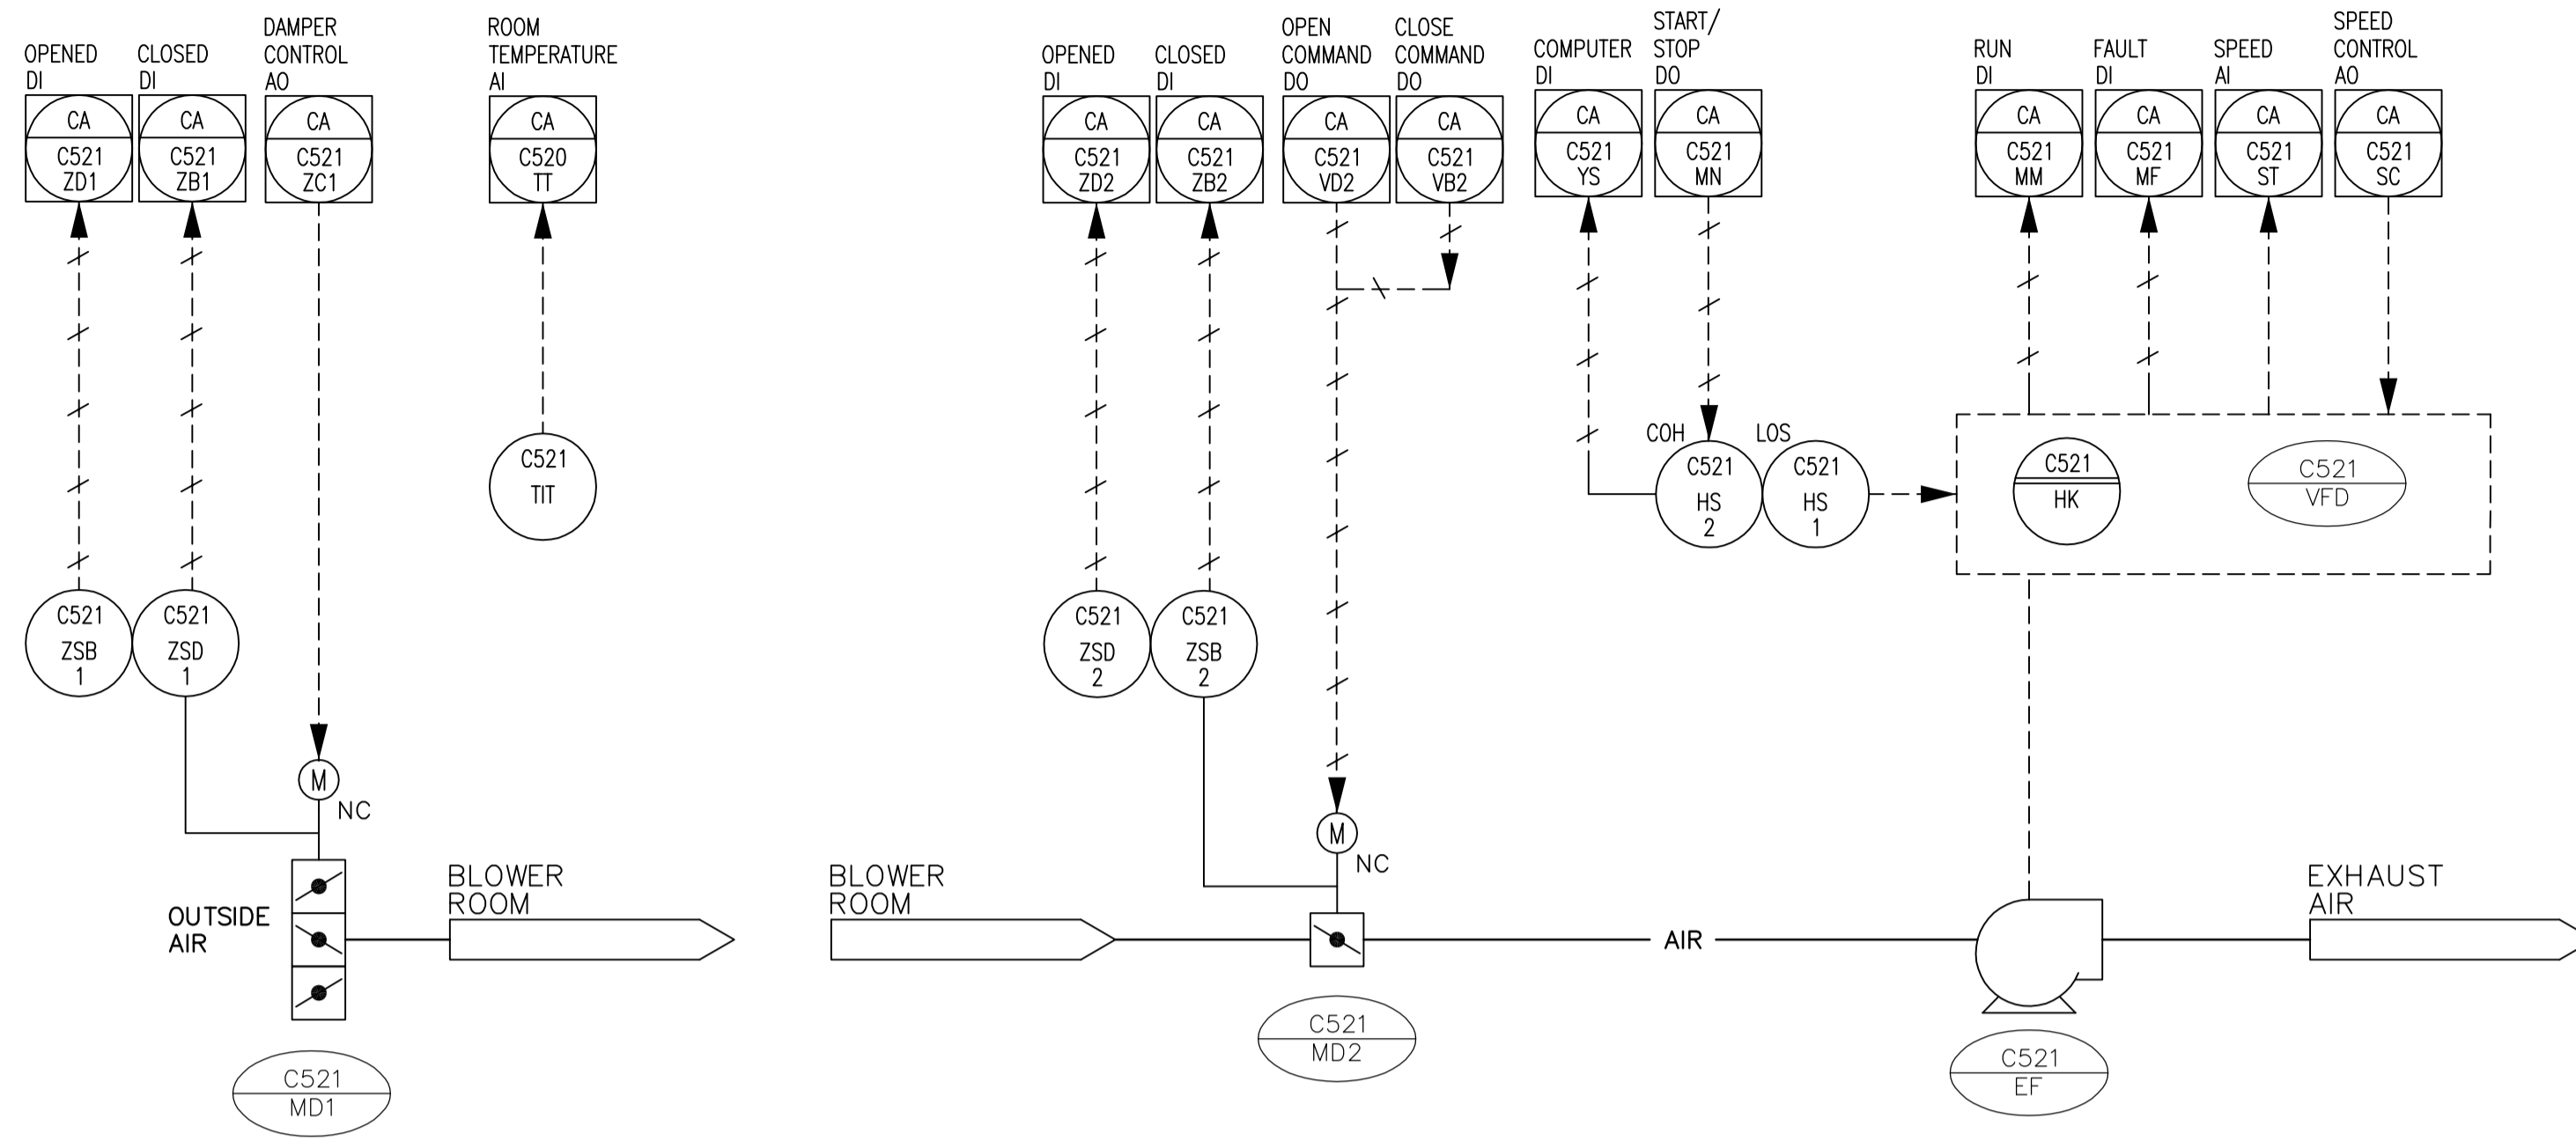 OPENED
DI
CLOSED
DI
DAMPER
CONTROL
AO
ROOM
TEMPERATURE
AI
OPENED
DI
CLOSED
DI
OPEN
COMMAND
DO
CLOSE
COMMAND
DO
COMPUTER
DI
START/
STOP
DO
RUN
DI
FAULT
DI
SPEED
AI
SPEED
CONTROL
AO
CA
C521
ZD1
CA
C521
ZB1
CA
C521
ZC1
CA
C520
TT
CA
C521
ZD2
CA
C521
ZB2
CA
C521
VD2
CA
C521
VB2
CA
C521
YS
CA
C521
MN
CA
C521
MM
CA
C521
MF
CA
C521
ST
CA
C521
SC
C521
TIT
COH
C521
HS
2
LOS
C521
HS
1
C521
HK
C521
VFD
C521
ZSB
1
C521
ZSD
1
C521
ZSD
2
C521
ZSB
2
M
NC
M
NC
OUTSIDE
AIR
BLOWER
ROOM
BLOWER
ROOM
AIR
EXHAUST
AIR
C521
MD1
C521
MD2
C521
EF